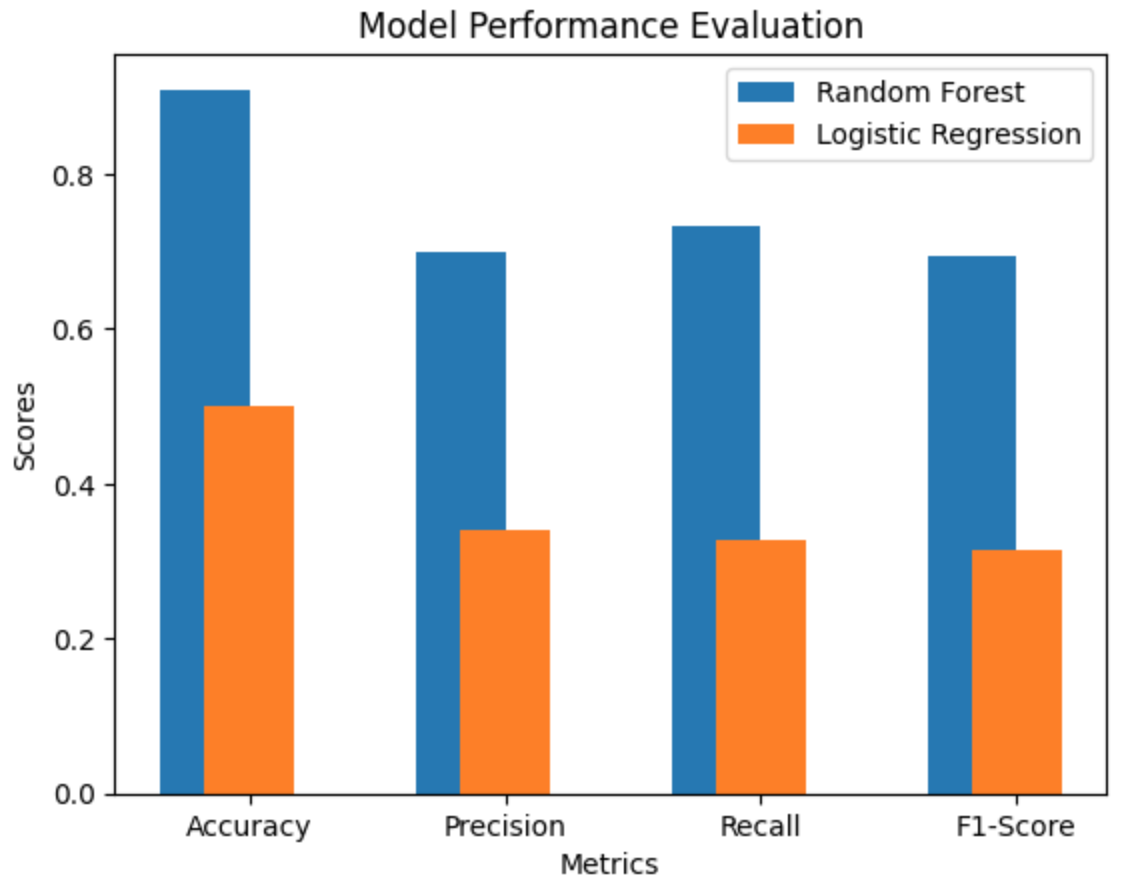 Model Performance Evaluation
Random Forest
Logistic Regression
0.8
0.6
0.4
0.2
0.0
Scores
Accuracy Precision Recall F1-Score
Metrics